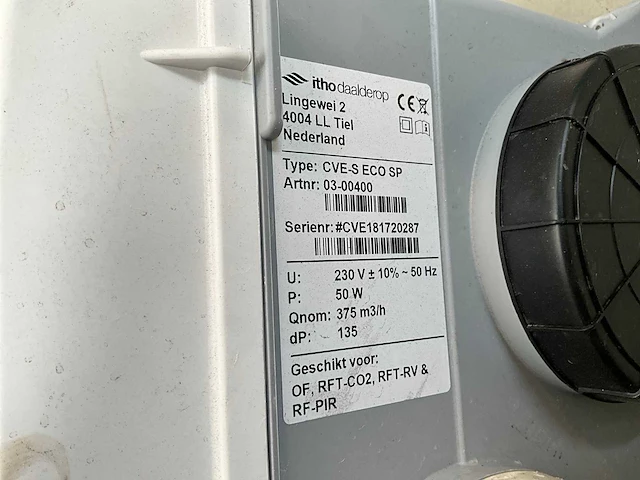 ithodaalderop
Lingewei 2
4004 LL Tiel
Nederland
CE
Type: CVE-S ECO SP
Artnr: 03-00400
Serienr: #CVE181720287
U: 230 V ± 10% ~ 50 Hz
P: 50 W
Qnom: 375 m3/h
dP: 135
Geschikt voor:
OF, RFT-CO2, RFT-RV &
RF-PIR